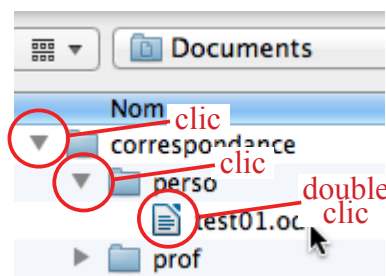 Documents
Nom
clic
correspondance
clic
perso
double
clic
test01.od
prof